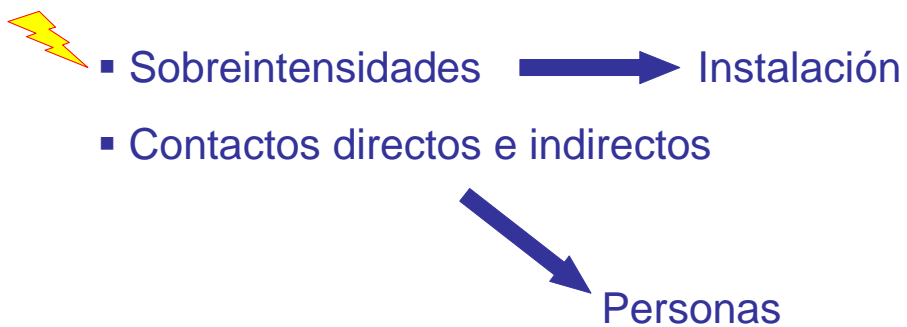 ▪ Sobreintensidades Instalación
▪ Contactos directos e indirectos
Personas